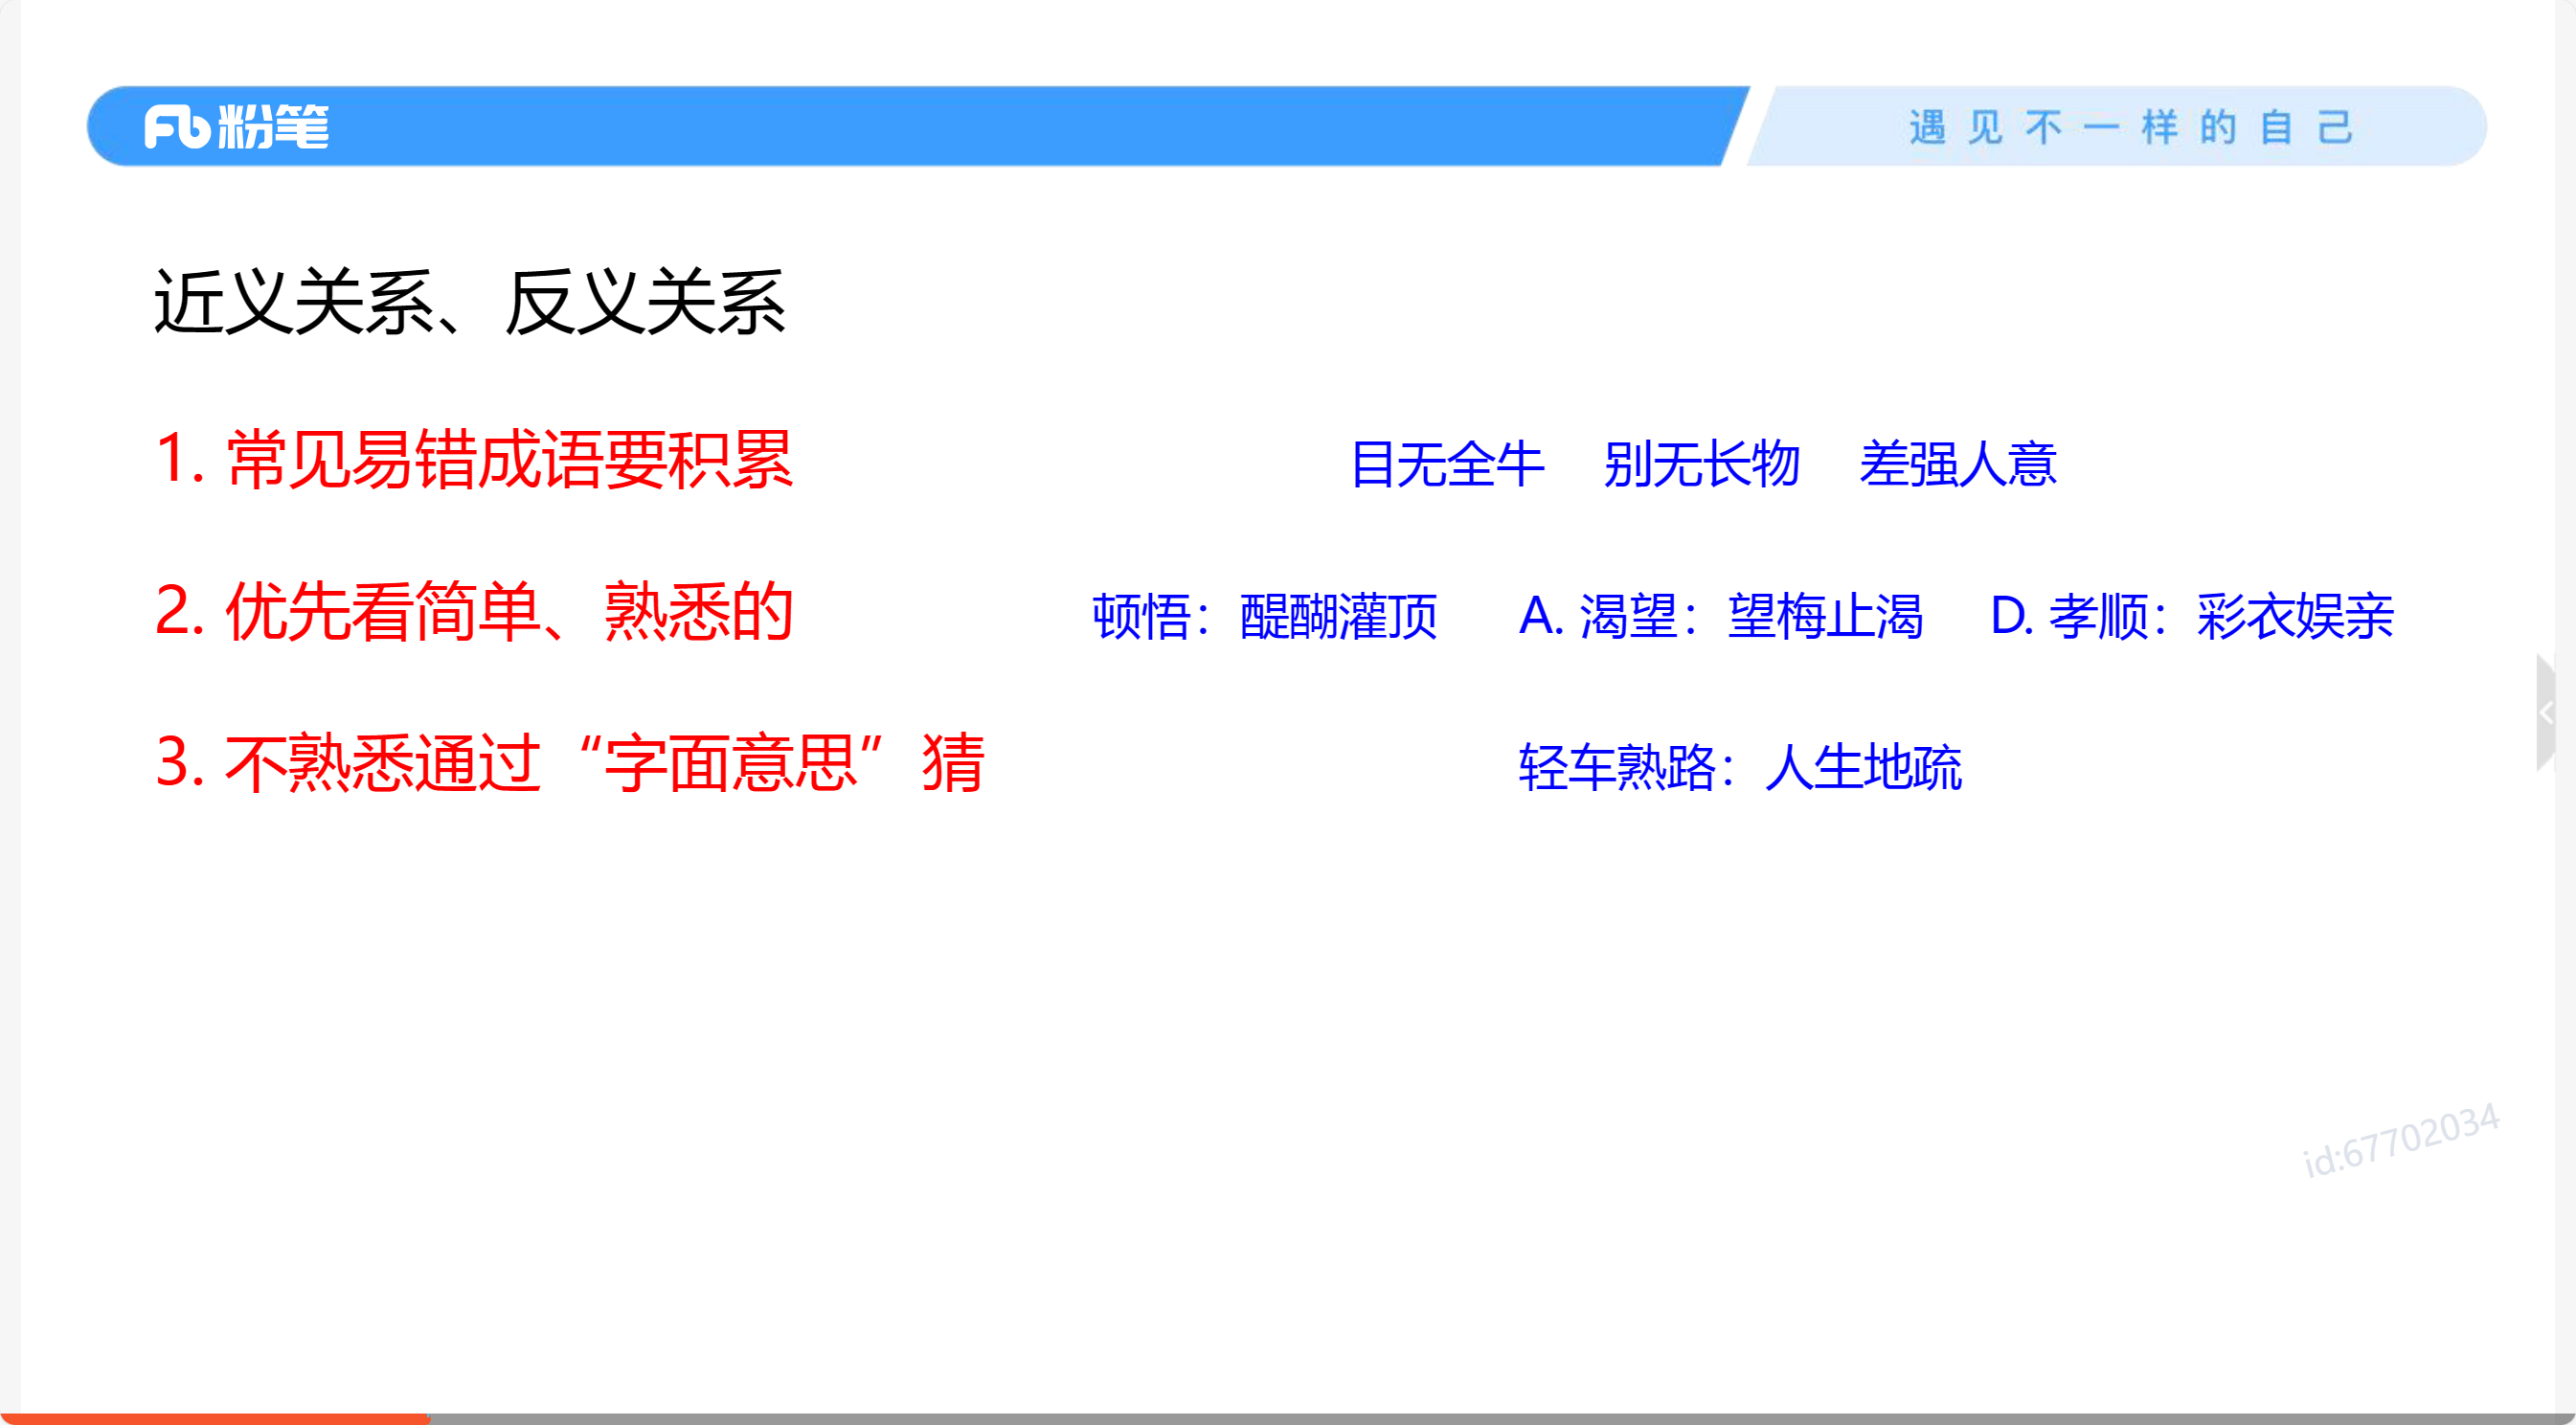 粉笔
遇见不一样的自己
近义关系、反义关系
1. 常见易错成语要积累 目无全牛 别无长物 差强人意
2. 优先看简单、熟悉的 顿悟：醍醐灌顶 A. 渴望：望梅止渴 D. 孝顺：彩衣娱亲
3. 不熟悉通过“字面意思”猜 轻车熟路：人生地疏
id:67702034